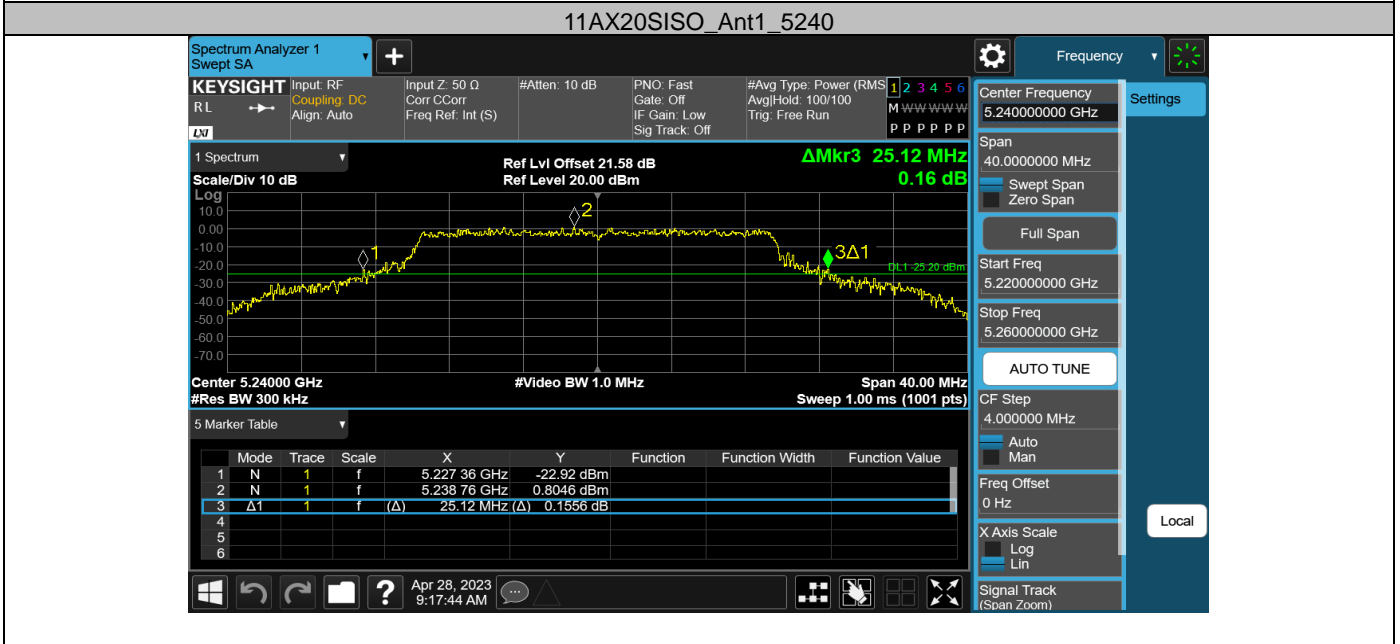 11AX20SISO_Ant1_5240
Spectrum Analyzer 1
Swept SA
Frequency
KEYSIGHT
RL
LXI
Input: RF
Coupling: DC
Align: Auto
Input Z: 50 Ω
Corr CCorr
Freq Ref: Int (S)
#Atten: 10 dB
PNO: Fast
Gate: Off
IF Gain: Low
Sig Track: Off
#Avg Type: Power (RMS
Avg|Hold: 100/100
Trig: Free Run
1 2 3 4 5 6
M W W W W W
P P P P P P
1 Spectrum
Scale/Div 10 dB
Ref Lvl Offset 21.58 dB
Ref Level 20.00 dBm
ΔMkr3 25.12 MHz
0.16 dB
Log
10.0
0.00
-10.0
-20.0
-30.0
-40.0
-50.0
-60.0
-70.0
1
2
3Δ1
DL1 -25.20 dBm
Center 5.24000 GHz
#Video BW 1.0 MHz
Span 40.00 MHz
#Res BW 300 kHz
Sweep 1.00 ms (1001 pts)
5 Marker Table
Mode Trace Scale X Y Function Function Width Function Value
1 N 1 f 5.227 36 GHz -22.92 dBm
2 N 1 f 5.238 76 GHz 0.8046 dBm
3 Δ1 1 f (Δ) 25.12 MHz (Δ) 0.1556 dB
4
5
6
?
Apr 28, 2023
9:17:44 AM
Center Frequency
5.240000000 GHz
Span
40.0000000 MHz
Swept Span
Zero Span
Full Span
Start Freq
5.220000000 GHz
Stop Freq
5.260000000 GHz
AUTO TUNE
CF Step
4.000000 MHz
Auto
Man
Freq Offset
0 Hz
X Axis Scale
Log
Lin
Signal Track
(Span Zoom)
Settings
Local